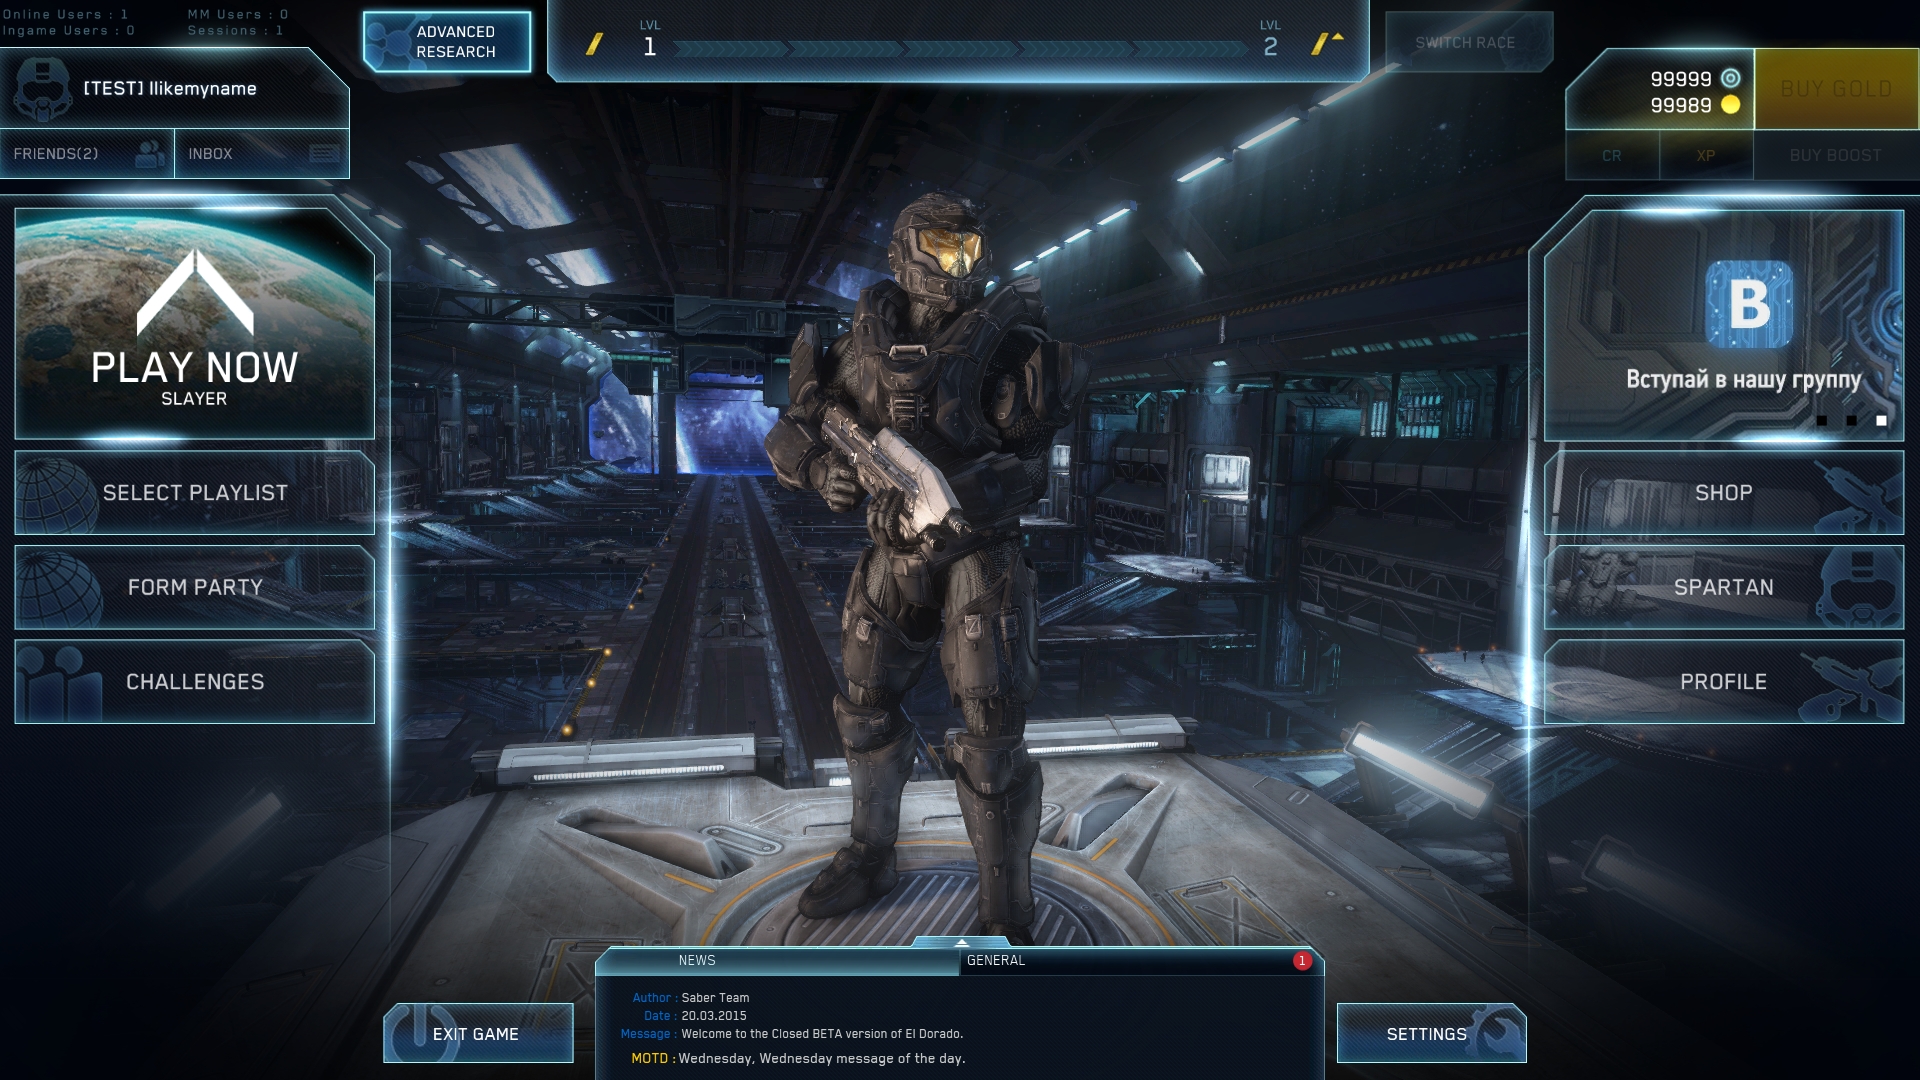 Online Users : 1
MM Users : 0
Ingame Users : 0
Sessions : 1
[TEST] Ilikemyname
FRIENDS(2)
INBOX
ADVANCED
RESEARCH
LVL
1
LVL
2
SWITCH RACE
99999
99989
BUY GOLD
CR
XP
BUY BOOST
PLAY NOW
SLAYER
SELECT PLAYLIST
FORM PARTY
CHALLENGES
B
Вступай в нашу группу
SHOP
SPARTAN
PROFILE
NEWS
GENERAL
1
Author : Saber Team
Date : 20.03.2015
Message : Welcome to the Closed BETA version of El Dorado.
MOTD : Wednesday, Wednesday message of the day.
EXIT GAME
SETTINGS